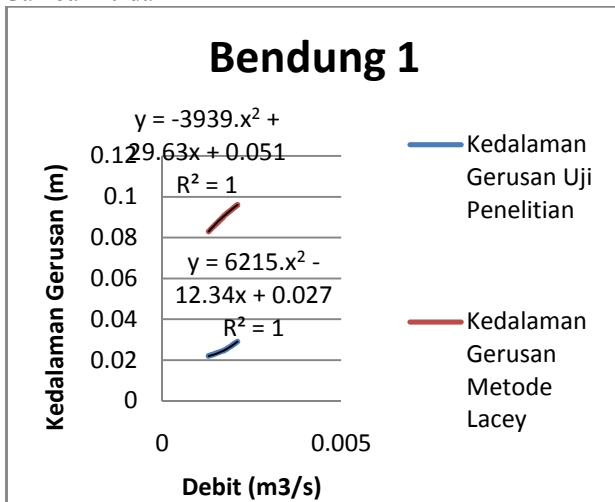 Bendung 1
y = -3939.x² +
29.63x + 0.051
R² = 1
y = 6215.x² -
12.34x + 0.027
R² = 1
0.12
0.1
0.08
0.06
0.04
0.02
0
0
0.005
Kedalaman Gerusan (m)
Debit (m3/s)
Kedalaman
Gerusan Uji
Penelitian
Kedalaman
Gerusan
Metode
Lacey